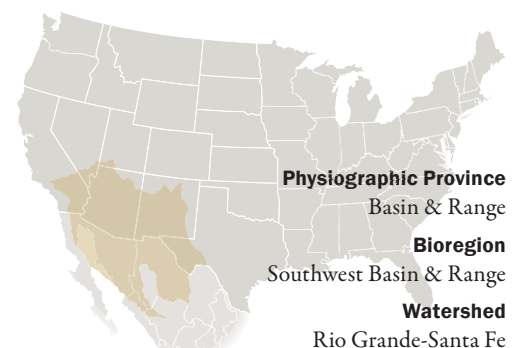 Physiographic Province
Basin & Range
Bioregion
Southwest Basin & Range
Watershed
Rio Grande-Santa Fe